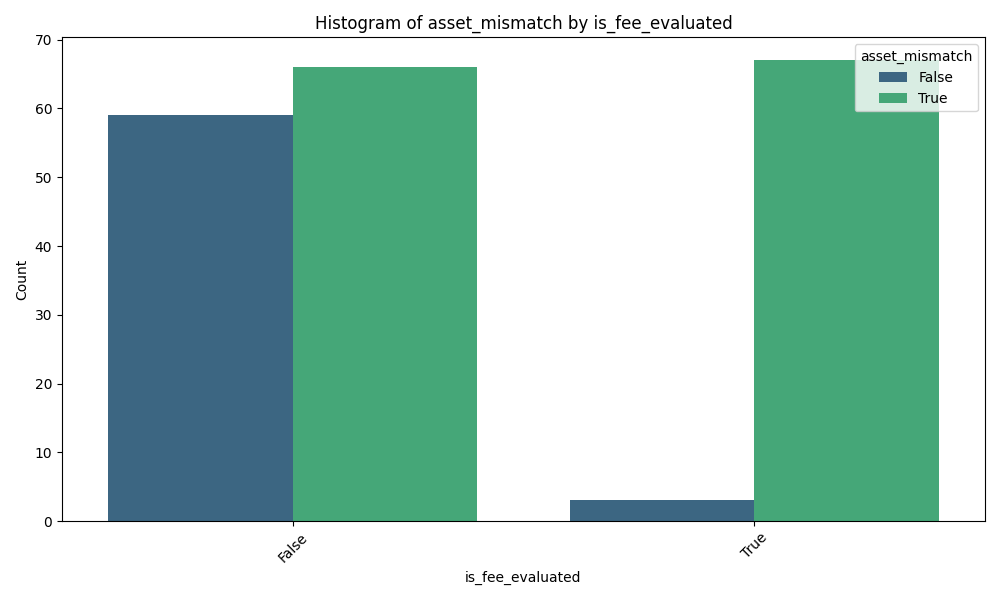 Histogram of asset_mismatch by is_fee_evaluated
asset_mismatch
False
True
Count
70
60
50
40
30
20
10
0
False
True
is_fee_evaluated